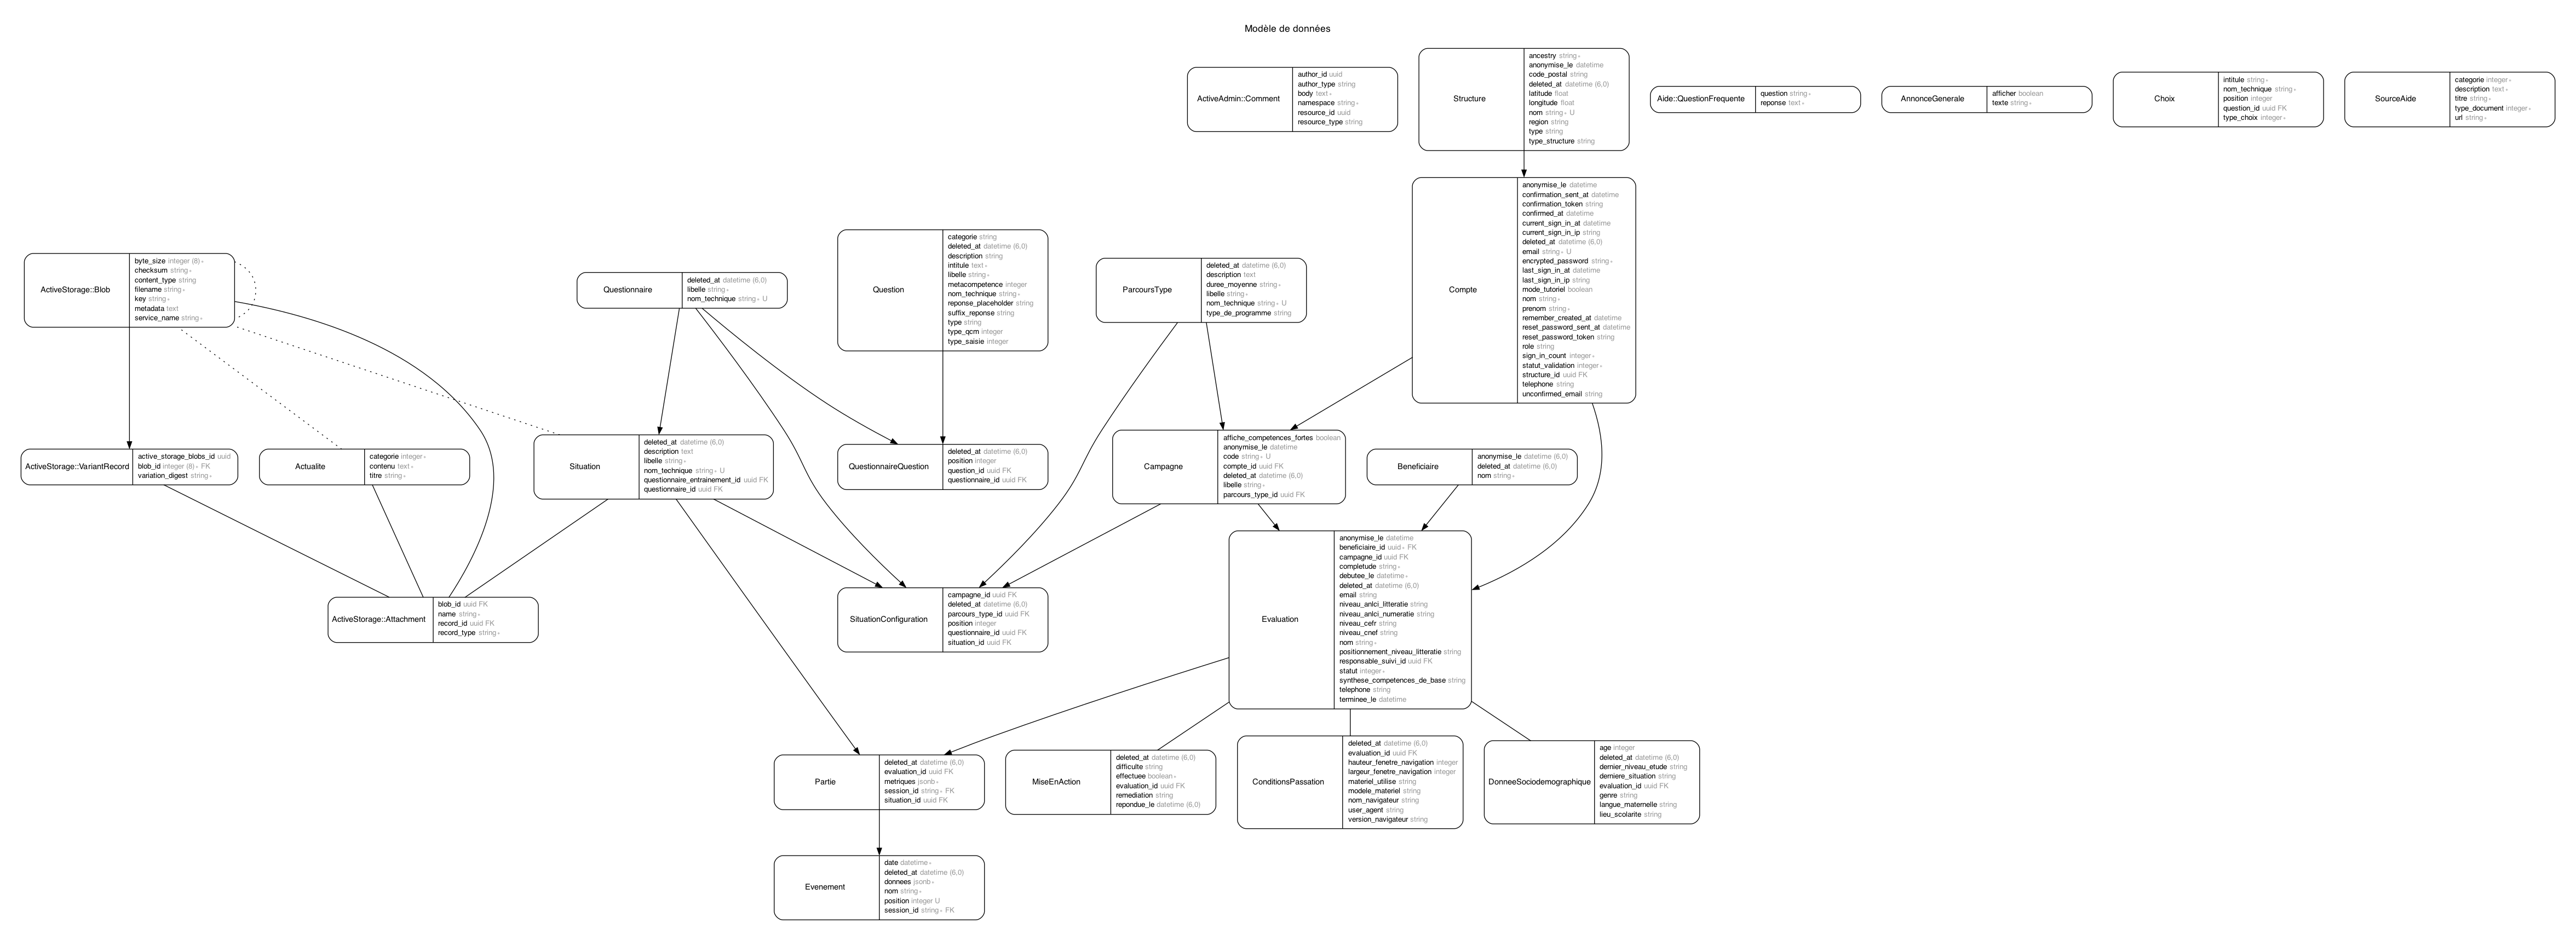 Modèle de données
ActiveAdmin::Comment
author_id uuid
author_type string
body text ∗
namespace string ∗
resource_id uuid
resource_type string
Structure
ancestry string ∗
anonymise_le datetime
code_postal string
deleted_at datetime (6,0)
latitude float
longitude float
nom string ∗ U
region string
type string
type_structure string
Aide::QuestionFrequente
question string ∗
reponse text ∗
AnnonceGenerale
afficher boolean
texte string ∗
Choix
intitule string ∗
nom_technique string ∗
position integer
question_id uuid FK
type_choix integer ∗
SourceAide
categorie integer ∗
description text ∗
titre string ∗
type_document integer ∗
url string ∗
Compte
anonymise_le datetime
confirmation_sent_at datetime
confirmation_token string
confirmed_at datetime
current_sign_in_at datetime
current_sign_in_ip string
deleted_at datetime (6,0)
email string ∗ U
encrypted_password string ∗
last_sign_in_at datetime
last_sign_in_ip string
mode_tutoriel boolean
nom string ∗
prenom string ∗
remember_created_at datetime
reset_password_sent_at datetime
reset_password_token string
role string
sign_in_count integer ∗
statut_validation integer ∗
structure_id uuid FK
telephone string
unconfirmed_email string
ActiveStorage::Blob
byte_size integer (8) ∗
checksum string ∗
content_type string
filename string ∗
key string ∗
metadata text
service_name string ∗
Questionnaire
deleted_at datetime (6,0)
libelle string ∗
nom_technique string ∗ U
Question
categorie string
deleted_at datetime (6,0)
description string
intitule text ∗
libelle string ∗
metacompetence integer
nom_technique string ∗
reponse_placeholder string
suffix_reponse string
type string
type_qcm integer
type_saisie integer
ParcoursType
deleted_at datetime (6,0)
description text
duree_moyenne string ∗
libelle string ∗
nom_technique string ∗ U
type_de_programme string
ActiveStorage::VariantRecord
active_storage_blobs_id uuid
blob_id integer (8) ∗ FK
variation_digest string ∗
Actualite
categorie integer ∗
contenu text ∗
titre string ∗
Situation
deleted_at datetime (6,0)
description text
libelle string ∗
nom_technique string ∗ U
questionnaire_entrainement_id uuid FK
questionnaire_id uuid FK
QuestionnaireQuestion
deleted_at datetime (6,0)
position integer
question_id uuid FK
questionnaire_id uuid FK
Campagne
affiche_competences_fortes boolean
anonymise_le datetime
code string ∗ U
compte_id uuid FK
deleted_at datetime (6,0)
libelle string ∗
parcours_type_id uuid FK
Beneficiaire
anonymise_le datetime (6,0)
deleted_at datetime (6,0)
nom string ∗
ActiveStorage::Attachment
blob_id uuid FK
name string ∗
record_id uuid FK
record_type string ∗
SituationConfiguration
campagne_id uuid FK
deleted_at datetime (6,0)
parcours_type_id uuid FK
position integer
questionnaire_id uuid FK
situation_id uuid FK
Evaluation
anonymise_le datetime
beneficiaire_id uuid ∗ FK
campagne_id uuid FK
completude string ∗
debutee_le datetime ∗
deleted_at datetime (6,0)
email string
niveau_anlci_litteratie string
niveau_anlci_numeratie string
niveau_cefr string
niveau_cnef string
nom string ∗
positionnement_niveau_litteratie string
responsable_suivi_id uuid FK
statut integer ∗
synthese_competences_de_base string
telephone string
terminee_le datetime
Partie
deleted_at datetime (6,0)
evaluation_id uuid FK
metriques jsonb ∗
session_id string ∗ FK
situation_id uuid FK
MiseEnAction
deleted_at datetime (6,0)
difficulte string
effectuee boolean ∗
evaluation_id uuid FK
remediation string
repondue_le datetime (6,0)
ConditionsPassation
deleted_at datetime (6,0)
evaluation_id uuid FK
hauteur_fenetre_navigation integer
largeur_fenetre_navigation integer
materiel_utilise string
modele_materiel string
nom_navigateur string
user_agent string
version_navigateur string
DonneeSociodemographique
age integer
deleted_at datetime (6,0)
dernier_niveau_etude string
derniere_situation string
evaluation_id uuid FK
genre string
langue_maternelle string
lieu_scolarite string
Evenement
date datetime ∗
deleted_at datetime (6,0)
donnees jsonb ∗
nom string ∗
position integer U
session_id string ∗ FK